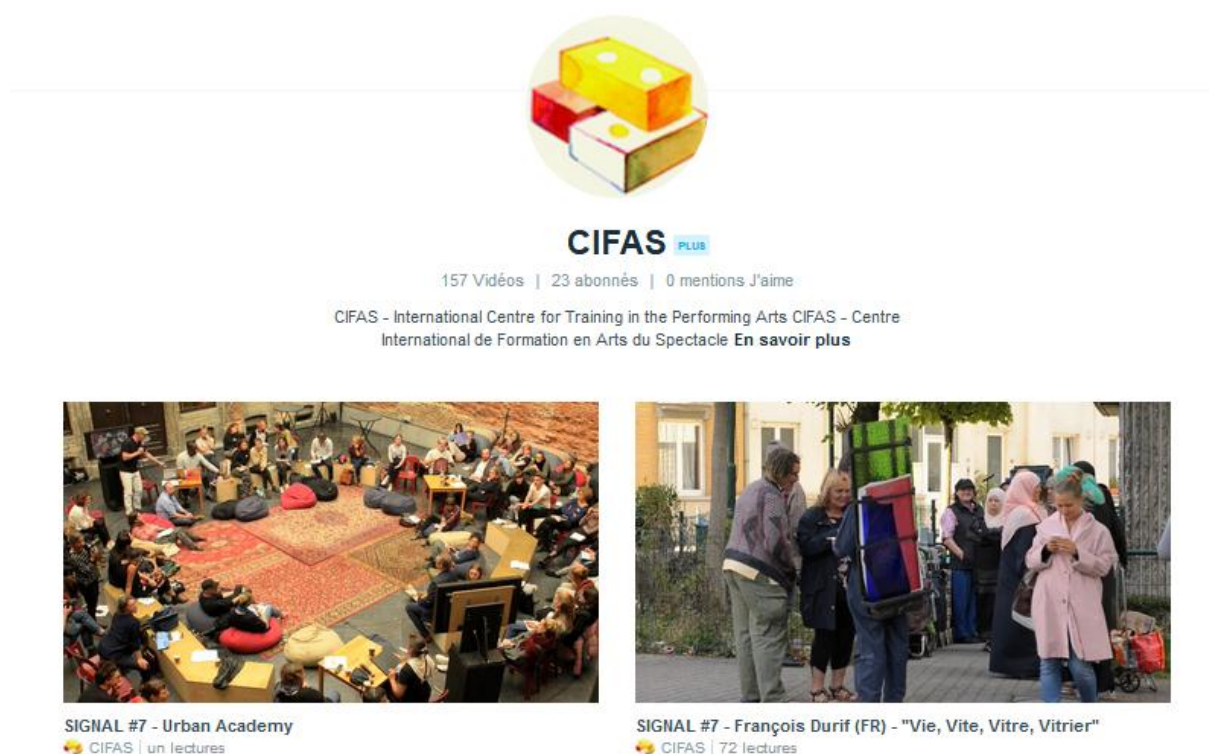 CIFAS PLUS
157 Vidéos | 23 abonnés | 0 mentions J'aime
CIFAS - International Centre for Training in the Performing Arts CIFAS - Centre
International de Formation en Arts du Spectacle En savoir plus
SIGNAL #7 - Urban Academy
CIFAS | un lectures
SIGNAL #7 - François Durif (FR) - "Vie, Vite, Vitre, Vitrier"
CIFAS | 72 lectures